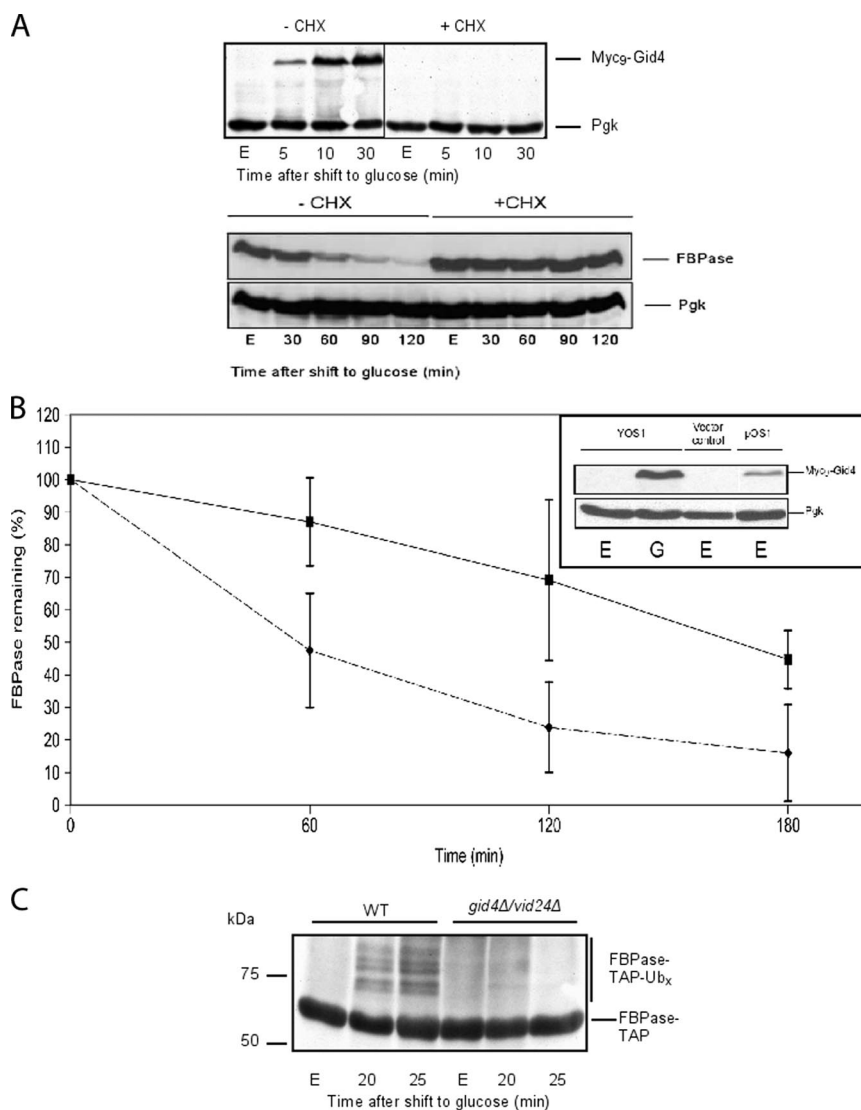 A
- CHX + CHX
Myc9-Gid4
Pgk
E 5 10 30 E 5 10 30
Time after shift to glucose (min)
- CHX +CHX
FBPase
Pgk
E 30 60 90 120 E 30 60 90 120
Time after shift to glucose (min)
B
FBPase remaining (%)
120
110
100
90
80
70
60
50
40
30
20
10
0
0 60 120 180
Time (min)
YOS1 Vector control pOS1
Myc9-Gid4
Pgk
E G E E
C
kDa
WT gid4Δ/vid24Δ
75
50
FBPase-
TAP-Ubx
FBPase-
TAP
E 20 25 E 20 25
Time after shift to glucose (min)